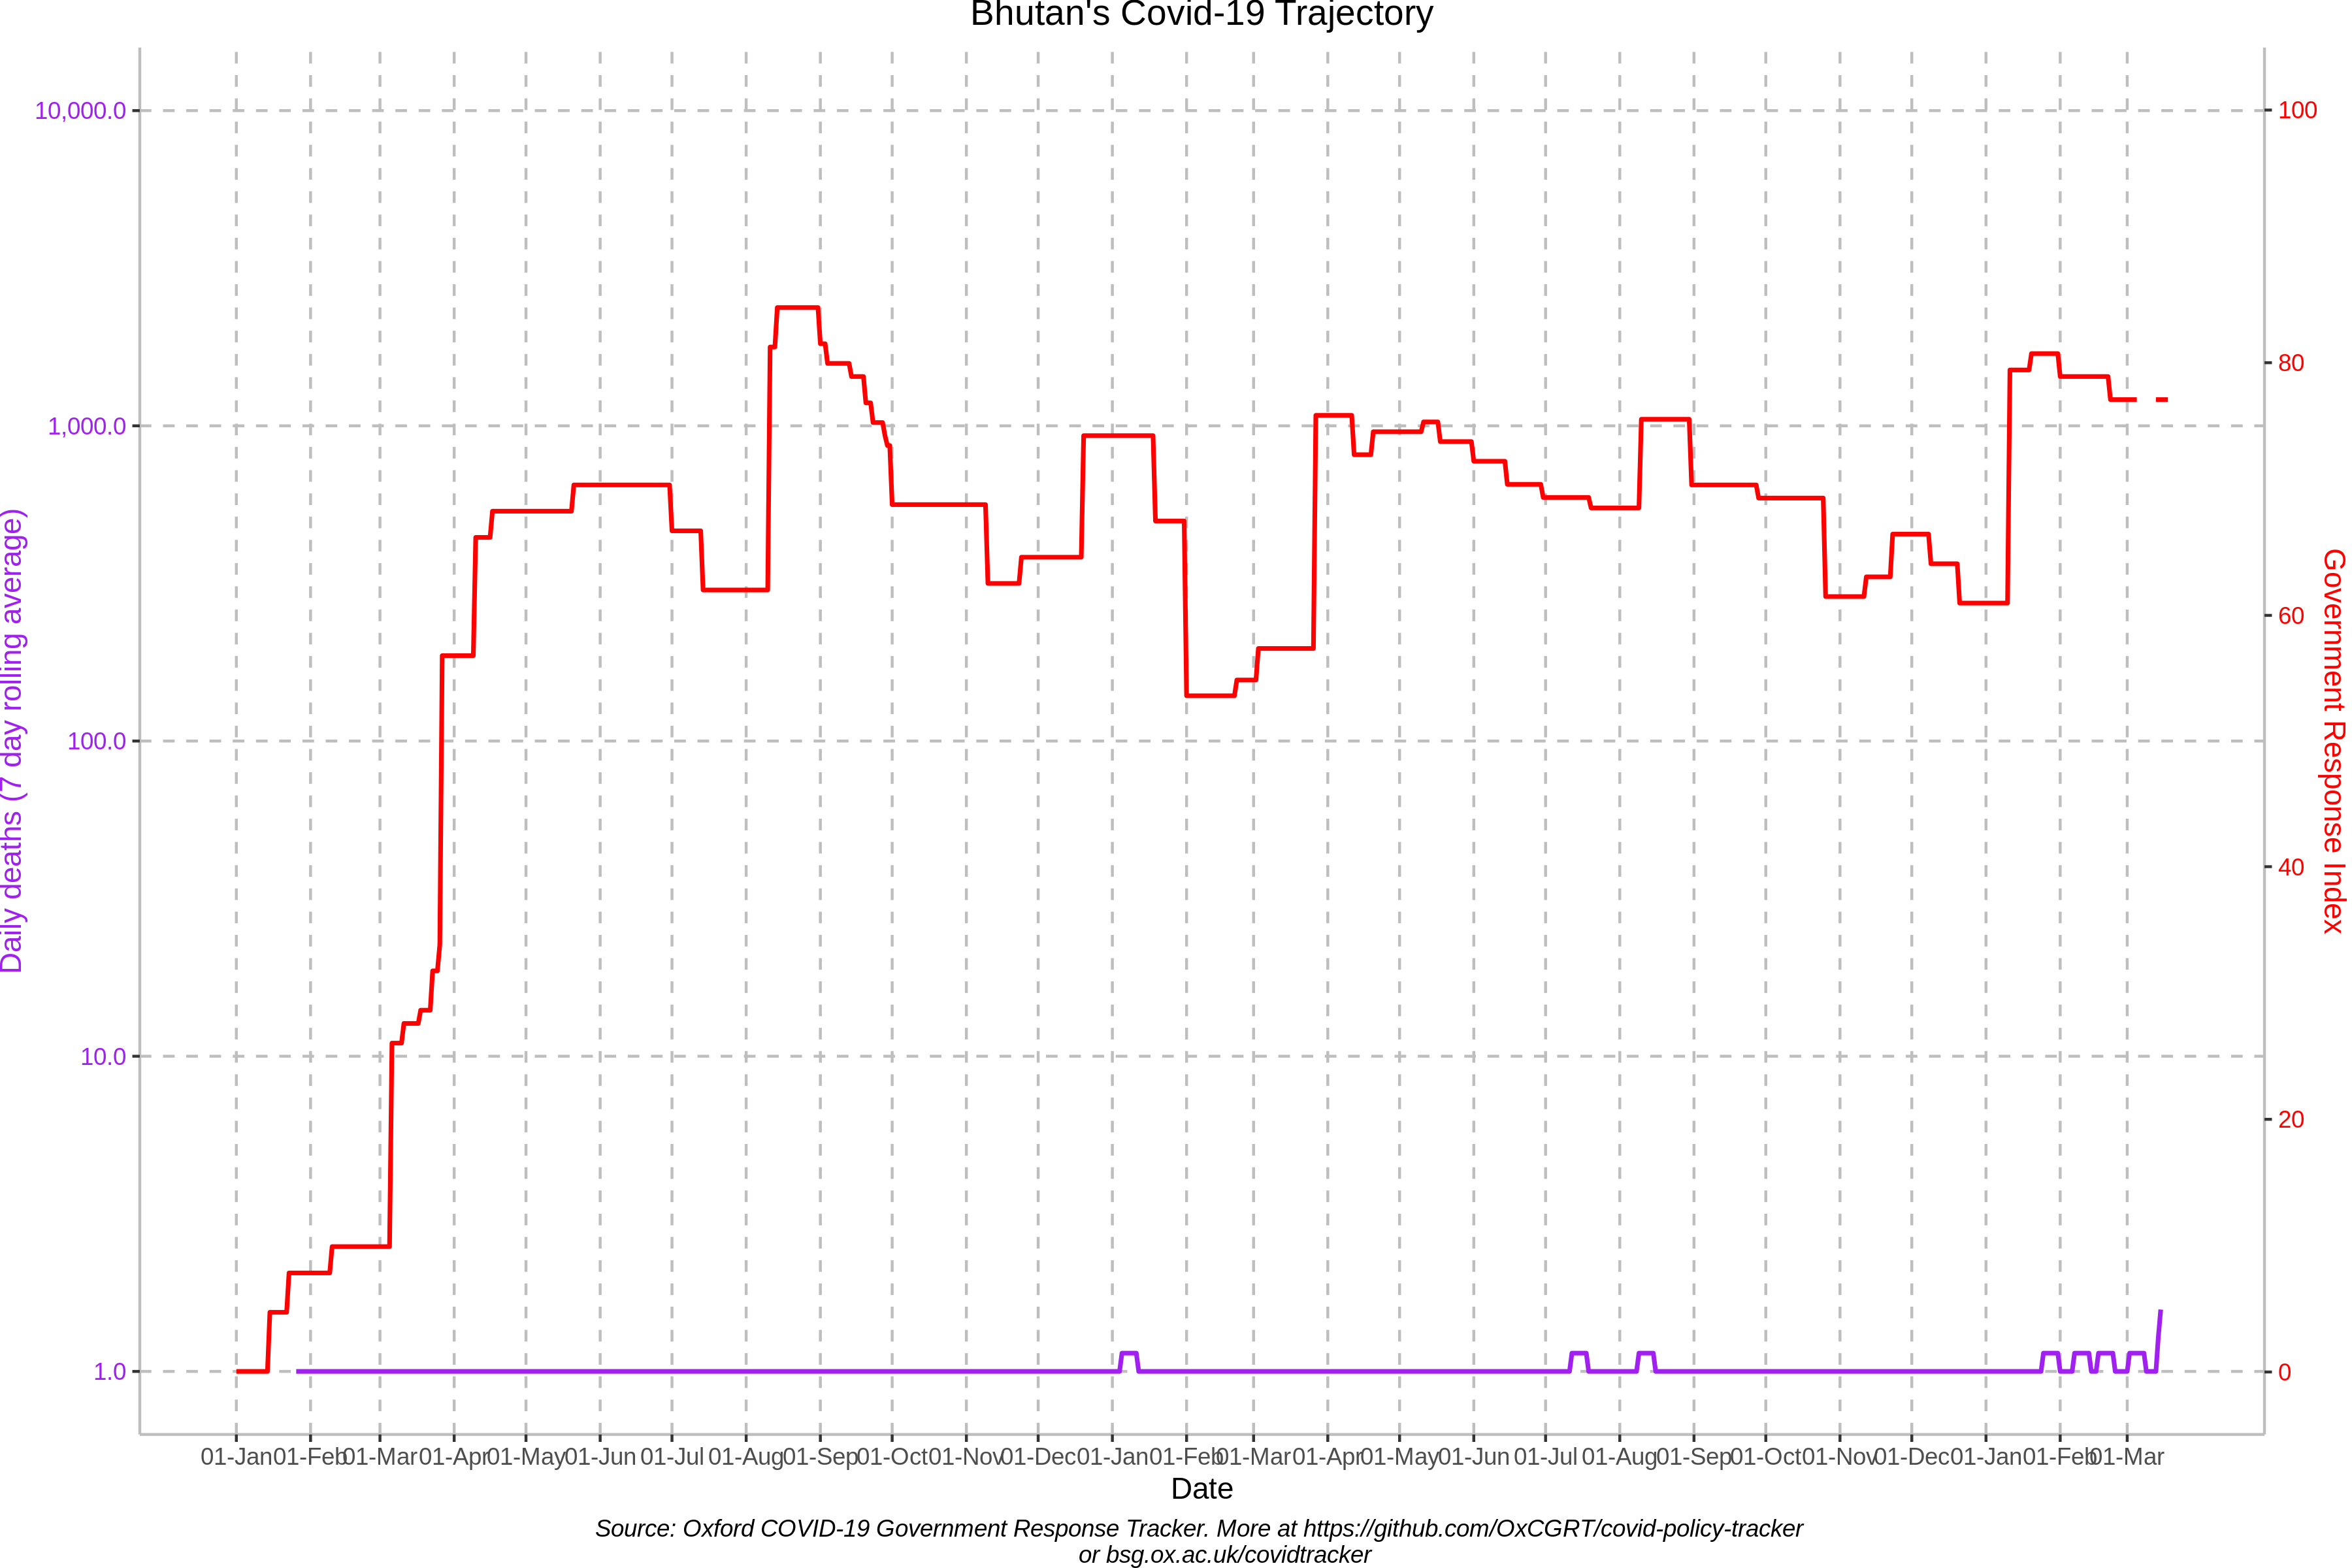 Bhutan's Covid-19 Trajectory
Daily deaths (7 day rolling average)
10,000.0
1,000.0
100.0
10.0
1.0
100
80
60
40
20
0
Government Response Index
01-Jan 01-Feb 01-Mar 01-Apr 01-May 01-Jun 01-Jul 01-Aug 01-Sep 01-Oct 01-Nov 01-Dec 01-Jan 01-Feb 01-Mar 01-Apr 01-May 01-Jun 01-Jul 01-Aug 01-Sep 01-Oct 01-Nov 01-Dec 01-Jan 01-Feb 01-Mar
Date
Source: Oxford COVID-19 Government Response Tracker. More at https://github.com/OxCGRT/covid-policy-tracker
or bsg.ox.ac.uk/covidtracker